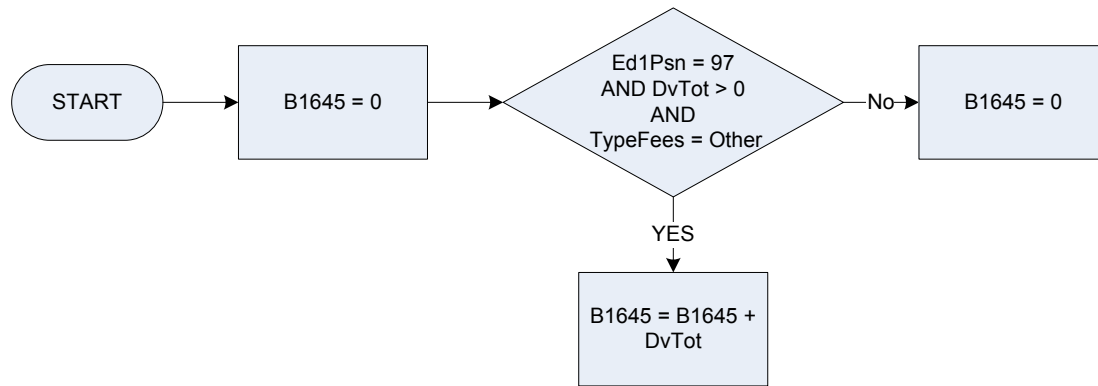 START
B1645 = 0
Ed1Psn = 97
AND DvTot > 0
AND
TypeFees = Other
No
B1645 = 0
YES
B1645 = B1645 +
DvTot